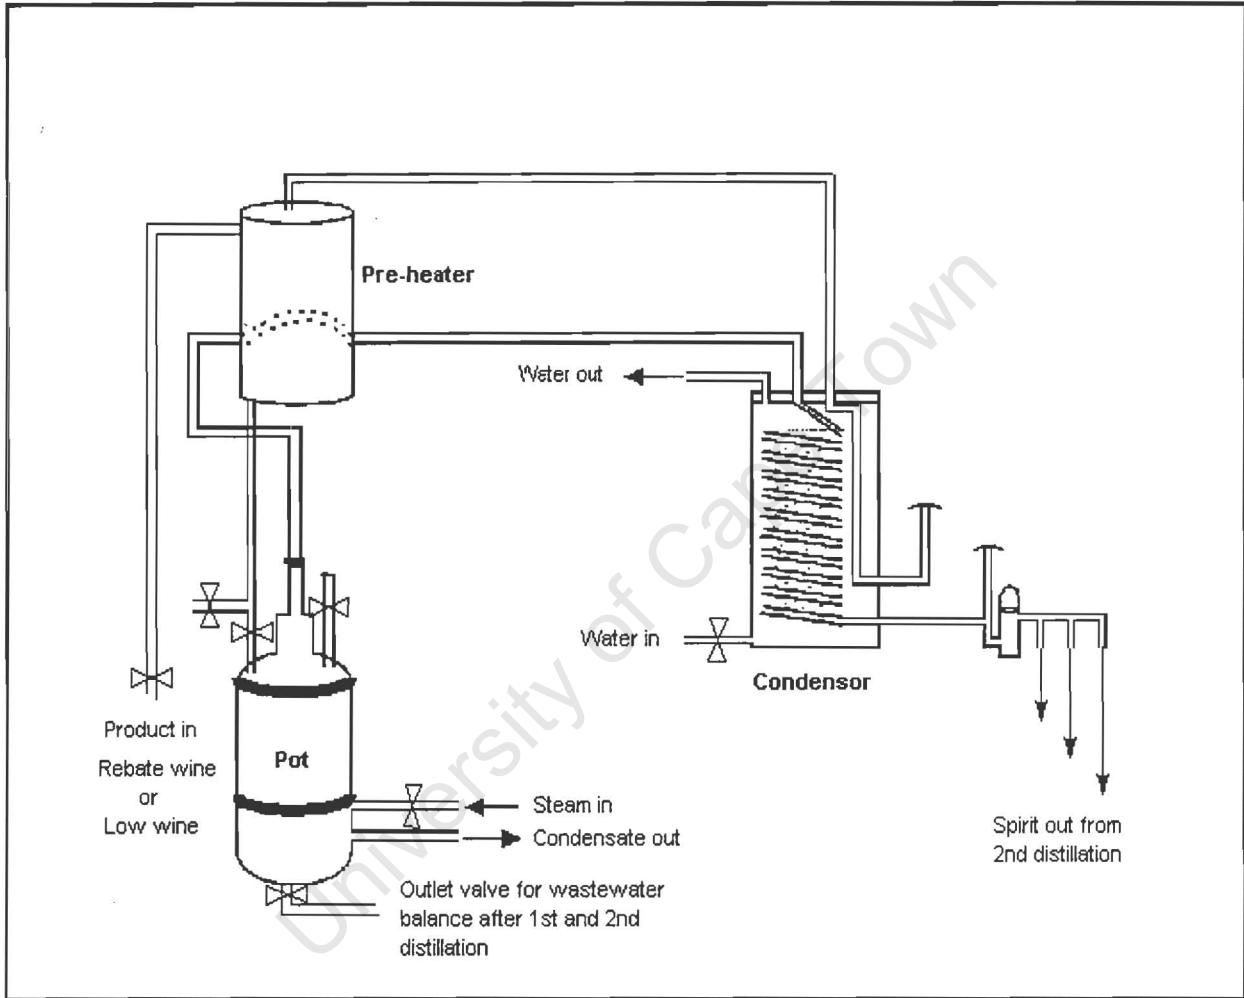 Pre-heater
Water out
Water in
Condensor
Product in
Rebate wine
or
Low wine
Pot
Steam in
Condensate out
Spirit out from
2nd distillation
Outlet valve for wastewater
balance after 1st and 2nd
distillation
University of Cape Town